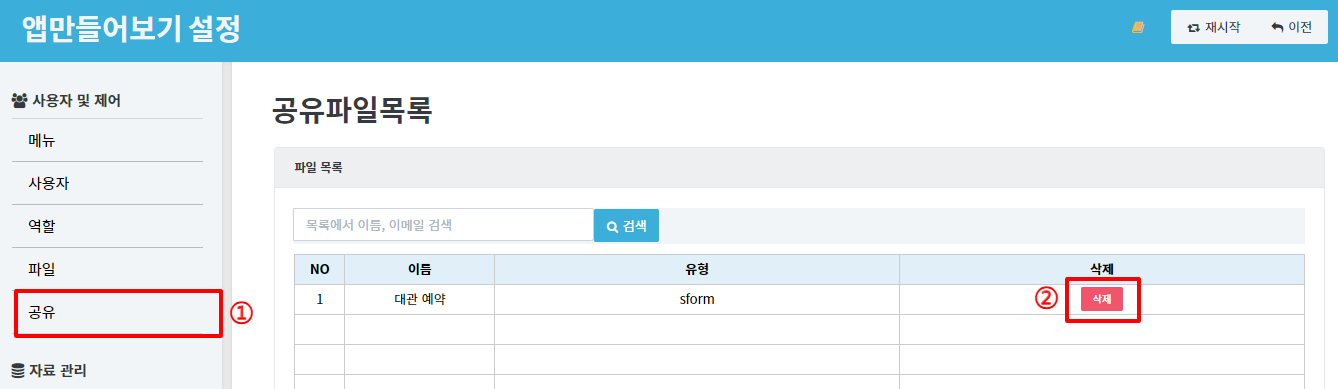 앱만들어보기 설정
재시작 이전
사용자 및 제어
메뉴
사용자
역할
파일
공유
①
자료 관리
공유파일목록
파일 목록
목록에서 이름, 이메일 검색 검색
NO 이름 유형 삭제
1 대관 예약 sform ② 삭제